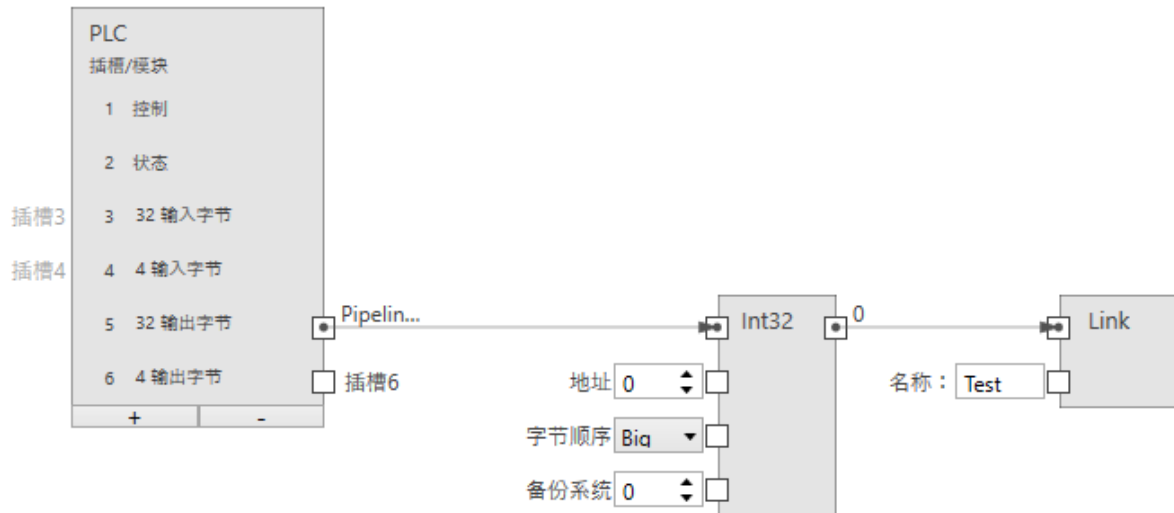 PLC
插槽/模块
1 控制
2 状态
插槽3 3 32 输入字节
插槽4 4 4 输入字节
5 32 输出字节 Pipelin... Int32 0 Link
6 4 输出字节 插槽6 地址 0 名称： Test
+ -
字节顺序 Big
备份系统 0